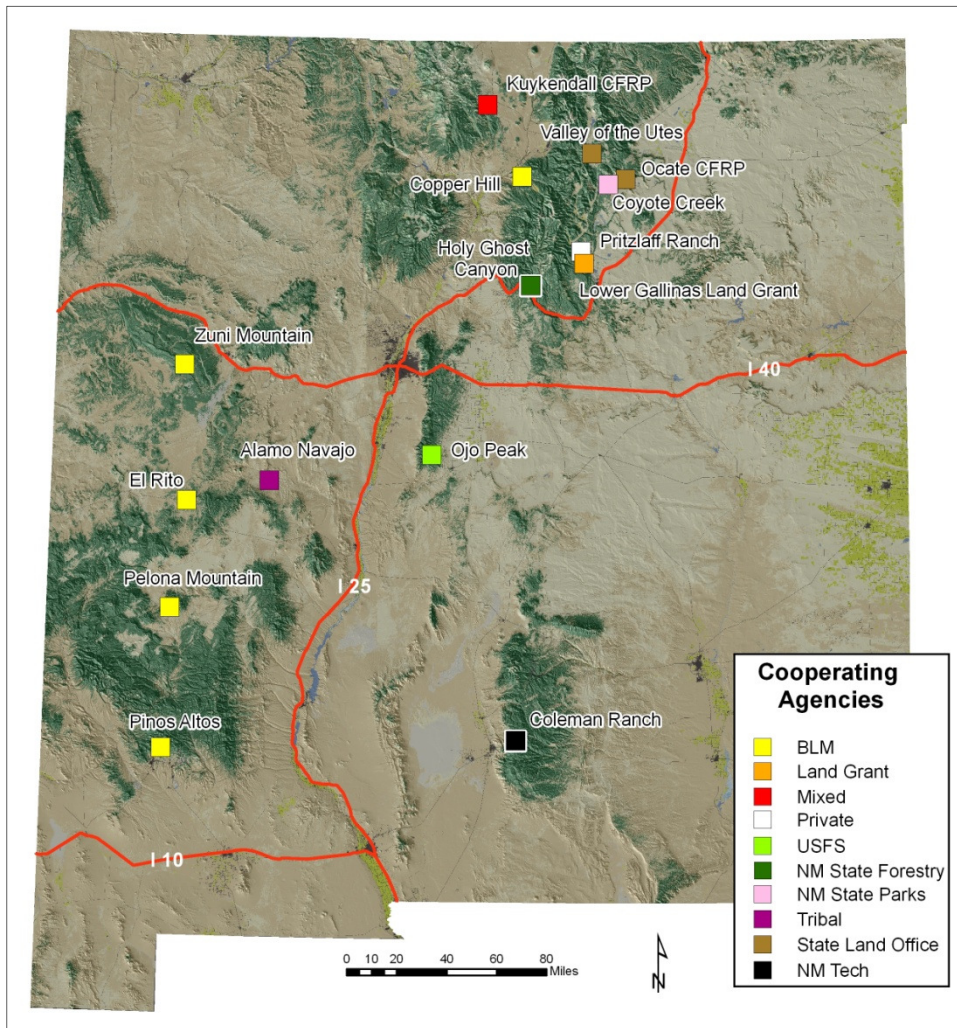 Kuykendall CFRP
Valley of the Utes
Ocate CFRP
Copper Hill
Coyote Creek
Holy Ghost
Canyon
Pritzlaff Ranch
Lower Gallinas Land Grant
Zuni Mountain
I 40
Alamo Navajo
Ojo Peak
El Rito
Pelona Mountain
I 25
Pinos Altos
Coleman Ranch
I 10
Cooperating
Agencies
BLM
Land Grant
Mixed
Private
USFS
NM State Forestry
NM State Parks
Tribal
State Land Office
NM Tech
0 10 20 40 60 80
Miles
N